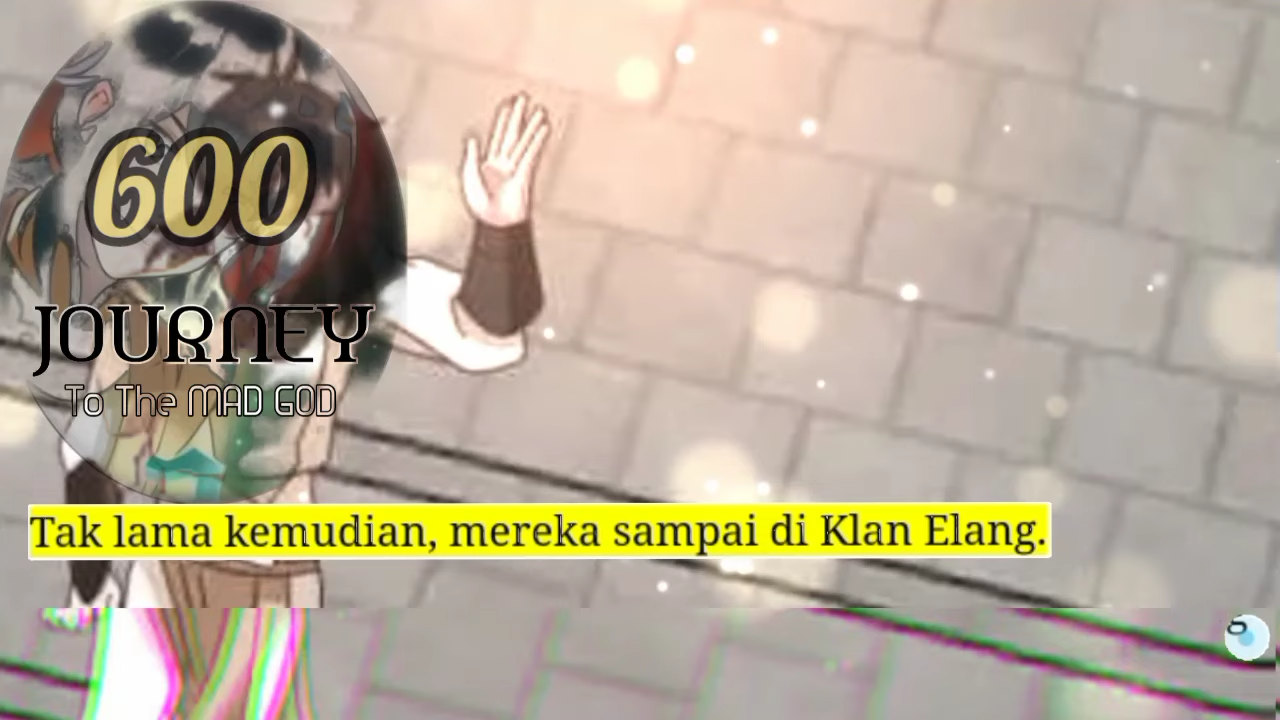 600
JOURNEY
To The MAD GOD
Tak lama kemudian, mereka sampai di Klan Elang.